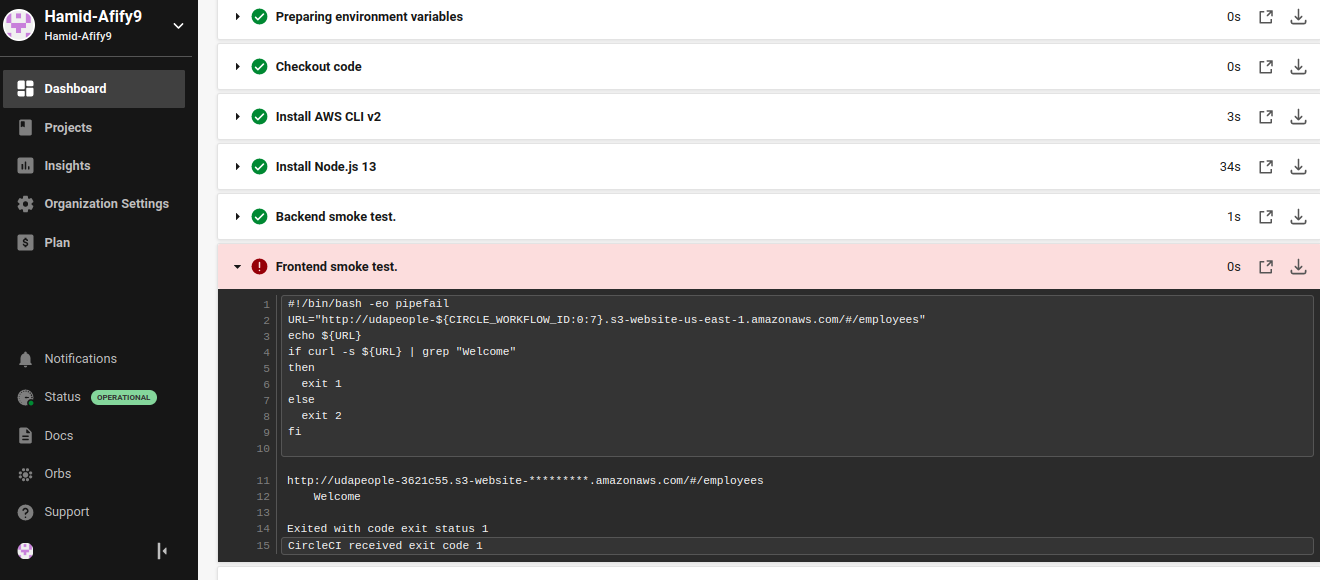 Hamid-Afify9
Hamid-Afify9
Dashboard
Projects
Insights
Organization Settings
Plan
Notifications
Status OPERATIONAL
Docs
Orbs
Support
Preparing environment variables 0s
Checkout code 0s
Install AWS CLI v2 3s
Install Node.js 13 34s
Backend smoke test. 1s
Frontend smoke test. 0s
1 #!/bin/bash -eo pipefail
2 URL="http://udapeople-${CIRCLE_WORKFLOW_ID:0:7}.s3-website-us-east-1.amazonaws.com/#/employees"
3 echo ${URL}
4 if curl -s ${URL} | grep "Welcome"
5 then
6   exit 1
7 else
8   exit 2
9 fi
10
11 http://udapeople-3621c55.s3-website-*********.amazonaws.com/#/employees
12     Welcome
13
14 Exited with code exit status 1
15 CircleCI received exit code 1